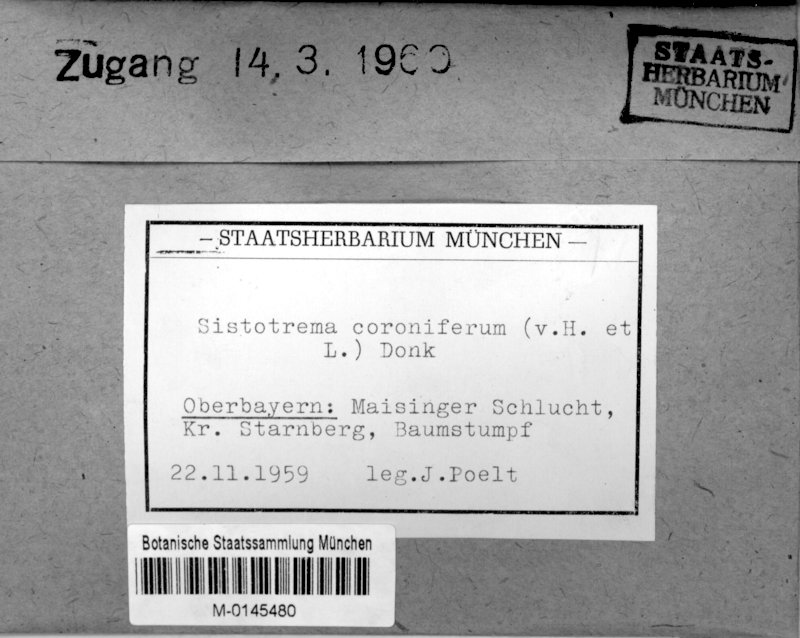 Zugang 14. 3. 1960
STAATS-
HERBARIUM
MÜNCHEN
— STAATSHERBARIUM MÜNCHEN —
Sistotrema coroniferum (v.H. et
L.) Donk
Oberbayern: Maisinger Schlucht,
Kr. Starnberg, Baumstumpf
22.11.1959 leg.J.Poelt
Botanische Staatssammlung München
M-0145480